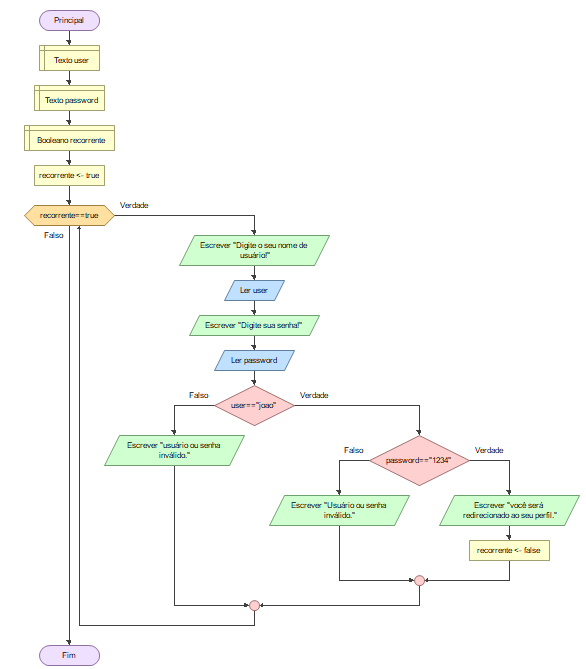 Principal
Texto user
Texto password
Booleano recorrente
recorrente <- true
recorrente==true
Verdade
Falso
Escrever "Digite o seu nome de
usuário!"
Ler user
Escrever "Digite sua senha!"
Ler password
Falso
Verdade
user=="joao"
Escrever "usuário ou senha
inválido."
Falso
Verdade
password=="1234"
Escrever "Usuário ou senha
inválido."
Escrever "você será
redirecionado ao seu perfil."
recorrente <- false
Fim